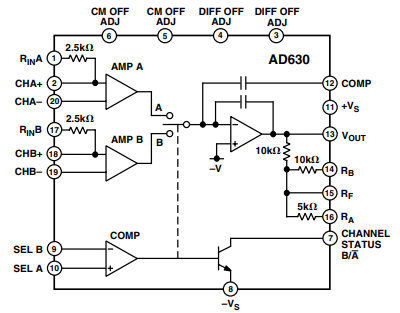 CM OFF ADJ
CM OFF ADJ
DIFF OFF ADJ
DIFF OFF ADJ
6
5
4
3
AD630
RINA 1
2.5kΩ
AMP A
CHA+ 2
CHA– 20
A
B
RINB 17
2.5kΩ
AMP B
CHB+ 18
CHB– 19
12 COMP
11 +VS
–
+
–V
13 VOUT
10kΩ
10kΩ
14 RB
15 RF
5kΩ
16 RA
7 CHANNEL STATUS B/A̅
COMP
SEL B 9
–
SEL A 10
+
8
–VS